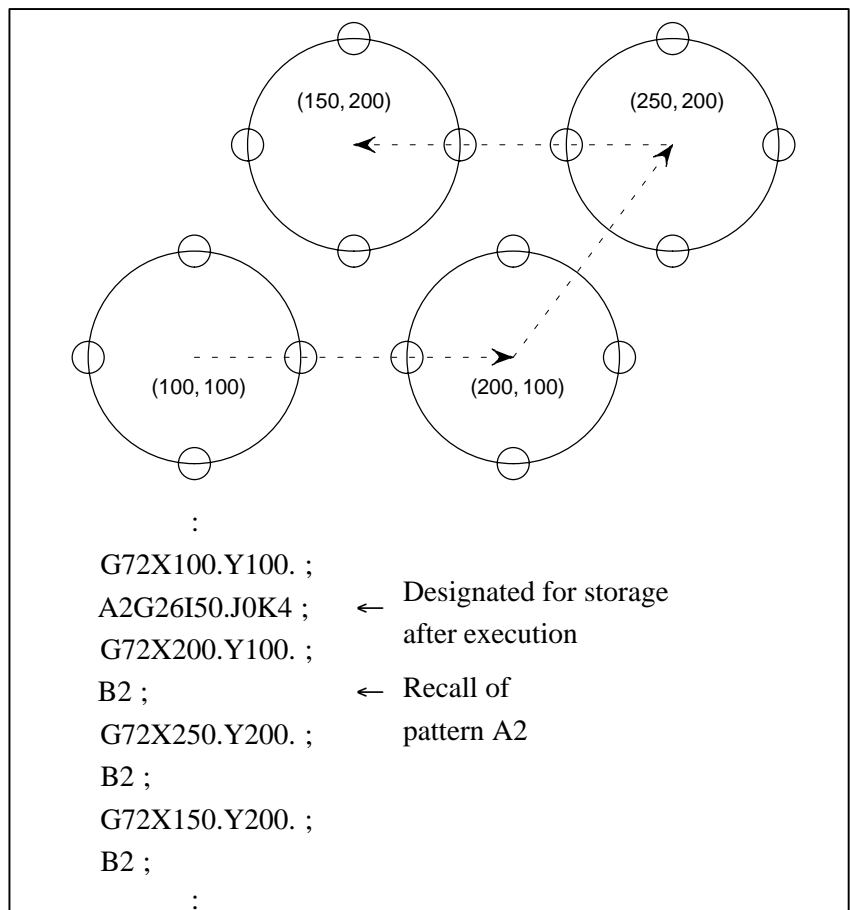 (150, 200)
(250, 200)
(100, 100)
(200, 100)
:
G72X100.Y100. ;
A2G26I50.J0K4 ; ← Designated for storage
after execution
G72X200.Y100. ;
B2 ; ← Recall of
pattern A2
G72X250.Y200. ;
B2 ;
G72X150.Y200. ;
B2 ;
: